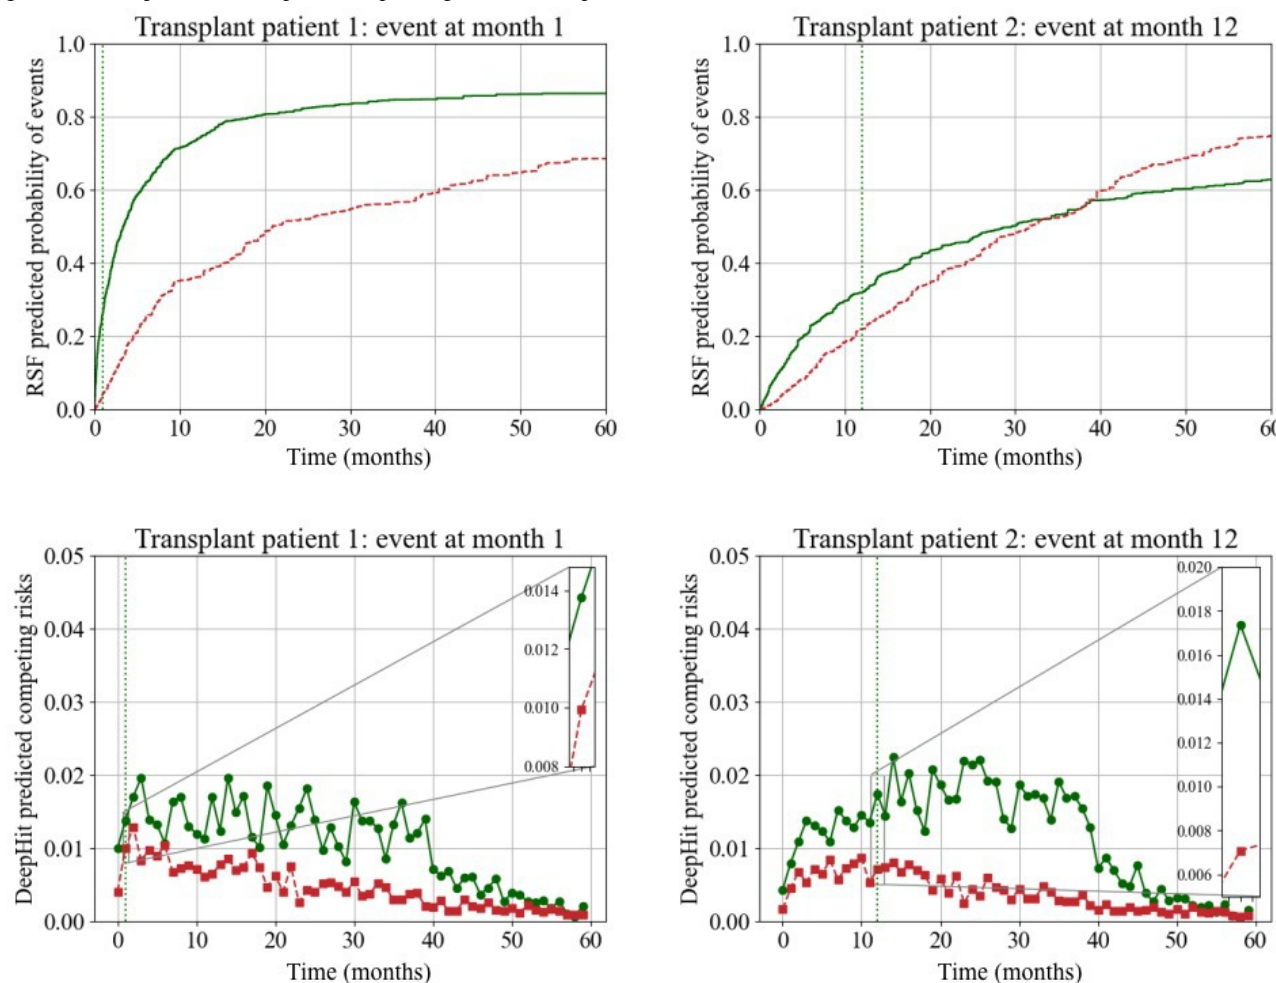 Transplant patient 1: event at month 1
RSF predicted probability of events
1.0
0.8
0.6
0.4
0.2
0.0
0 10 20 30 40 50 60
Time (months)
Transplant patient 2: event at month 12
RSF predicted probability of events
1.0
0.8
0.6
0.4
0.2
0.0
0 10 20 30 40 50 60
Time (months)
Transplant patient 1: event at month 1
DeepHit predicted competing risks
0.05
0.04
0.03
0.02
0.01
0.00
0.014
0.012
0.010
0.008
0 10 20 30 40 50 60
Time (months)
Transplant patient 2: event at month 12
DeepHit predicted competing risks
0.05
0.04
0.03
0.02
0.01
0.00
0.020
0.018
0.016
0.014
0.012
0.010
0.008
0.006
0 10 20 30 40 50 60
Time (months)